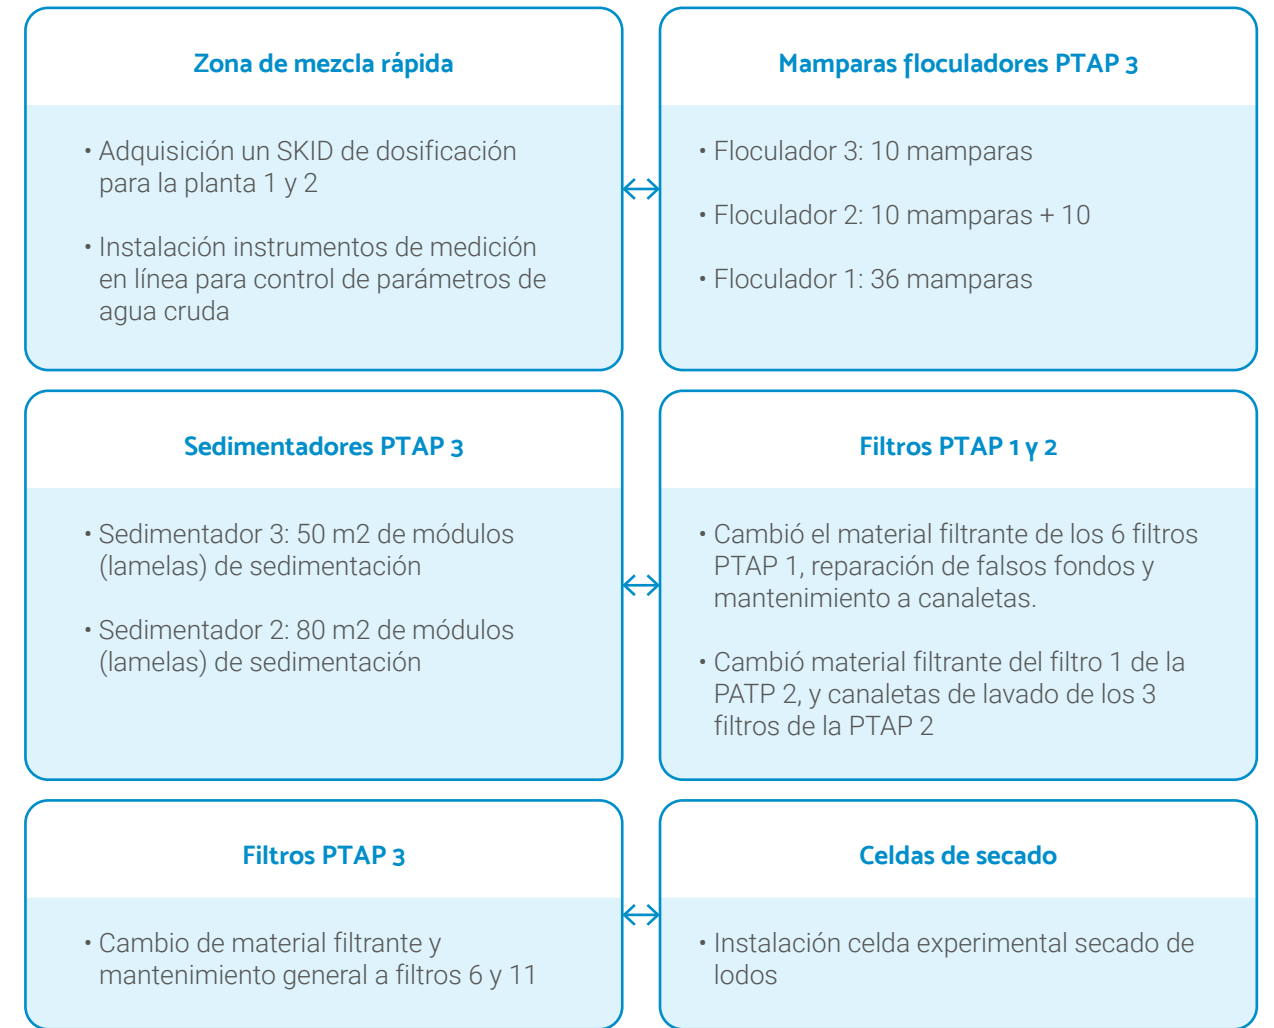 Zona de mezcla rápida
• Adquisición un SKID de dosificación
para la planta 1 y 2
• Instalación instrumentos de medición
en línea para control de parámetros de
agua cruda
Mamparas floculadores PTAP 3
• Floculador 3: 10 mamparas
• Floculador 2: 10 mamparas + 10
• Floculador 1: 36 mamparas
Sedimentadores PTAP 3
• Sedimentador 3: 50 m2 de módulos
(lamelas) de sedimentación
• Sedimentador 2: 80 m2 de módulos
(lamelas) de sedimentación
Filtros PTAP 1 y 2
• Cambió el material filtrante de los 6 filtros
PTAP 1, reparación de falsos fondos y
mantenimiento a canaletas.
• Cambió material filtrante del filtro 1 de la
PATP 2, y canaletas de lavado de los 3
filtros de la PTAP 2
Filtros PTAP 3
• Cambio de material filtrante y
mantenimiento general a filtros 6 y 11
Celdas de secado
• Instalación celda experimental secado de
lodos